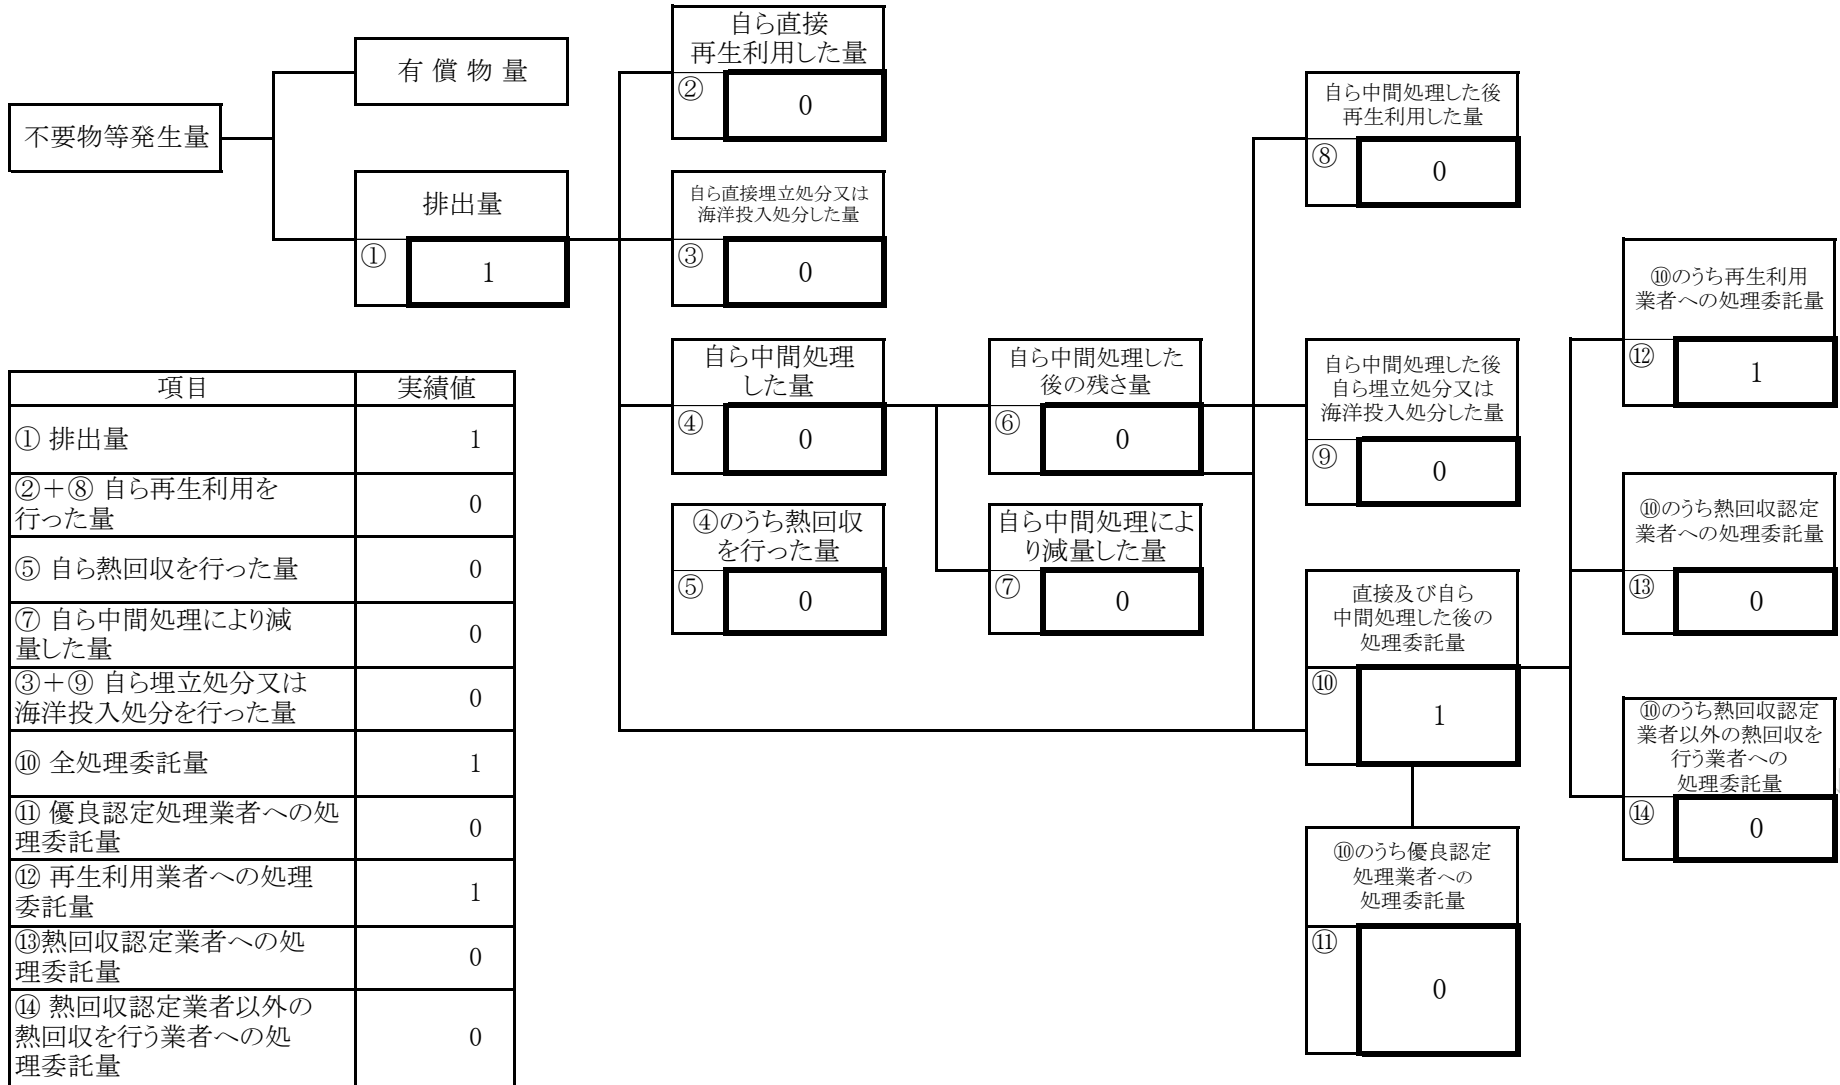 不要物等発生量
有 償 物 量
排出量
①
1
自ら直接
再生利用した量
②
0
自ら直接埋立処分又は
海洋投入処分した量
③
0
自ら中間処理
した量
④
0
④のうち熱回収
を行った量
⑤
0
自ら中間処理した
後の残さ量
⑥
0
自ら中間処理によ
り減量した量
⑦
0
自ら中間処理した後
再生利用した量
⑧
0
自ら中間処理した後
自ら埋立処分又は
海洋投入処分した量
⑨
0
直接及び自ら
中間処理した後の
処理委託量
⑩
1
⑩のうち優良認定
処理業者への
処理委託量
⑪
0
⑩のうち再生利用
業者への処理委託量
⑫
1
⑩のうち熱回収認定
業者への処理委託量
⑬
0
⑩のうち熱回収認定
業者以外の熱回収を
行う業者への
処理委託量
⑭
0
項目 実績値
① 排出量 1
②＋⑧ 自ら再生利用を
行った量 0
⑤ 自ら熱回収を行った量 0
⑦ 自ら中間処理により減
量した量 0
③＋⑨ 自ら埋立処分又は
海洋投入処分を行った量 0
⑩ 全処理委託量 1
⑪ 優良認定処理業者への処
理委託量 0
⑫ 再生利用業者への処理
委託量 1
⑬熱回収認定業者への処
理委託量 0
⑭ 熱回収認定業者以外の
熱回収を行う業者への処
理委託量 0